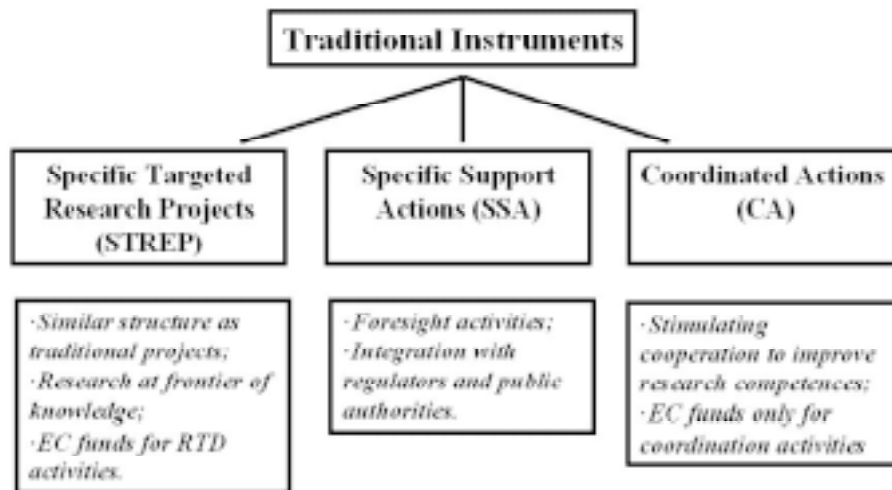 Traditional Instruments
Specific Targeted
Research Projects
(STREP)
Specific Support
Actions (SSA)
Coordinated Actions
(CA)
·Similar structure as
traditional projects;
·Research at frontier of
knowledge;
·EC funds for RTD
activities.
·Foresight activities;
·Integration with
regulators and public
authorities.
·Stimulating
cooperation to improve
research competences;
·EC funds only for
coordination activities